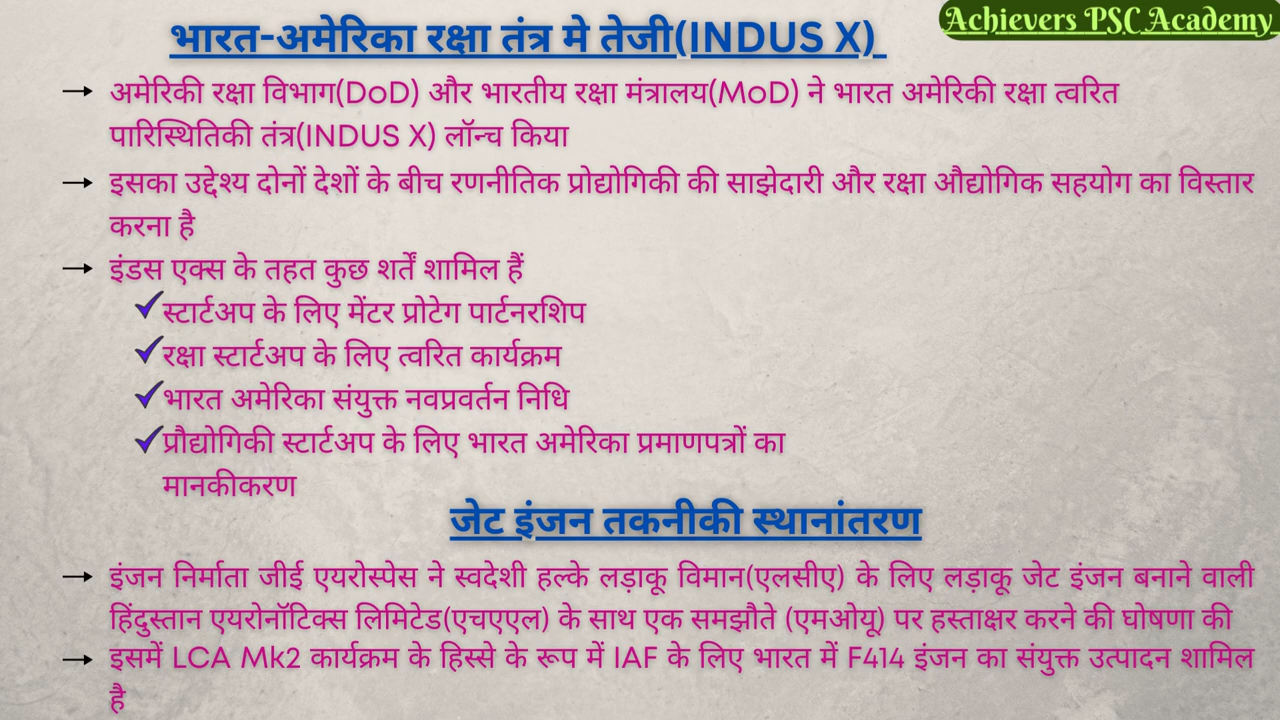 Achievers PSC Academy
भारत-अमेरिका रक्षा तंत्र मे तेजी(INDUS X)
→ अमेरिकी रक्षा विभाग(DoD) और भारतीय रक्षा मंत्रालय(MoD) ने भारत अमेरिकी रक्षा त्वरित
पारिस्थितिकी तंत्र(INDUS X) लॉन्च किया
→ इसका उद्देश्य दोनों देशों के बीच रणनीतिक प्रोद्योगिकी की साझेदारी और रक्षा औद्योगिक सहयोग का विस्तार
करना है
→ इंडस एक्स के तहत कुछ शर्तें शामिल हैं
✓स्टार्टअप के लिए मेंटर प्रोटेग पार्टनरशिप
✓रक्षा स्टार्टअप के लिए त्वरित कार्यक्रम
✓भारत अमेरिका संयुक्त नवप्रवर्तन निधि
✓प्रौद्योगिकी स्टार्टअप के लिए भारत अमेरिका प्रमाणपत्रों का
मानकीकरण
जेट इंजन तकनीकी स्थानांतरण
→ इंजन निर्माता जीई एयरोस्पेस ने स्वदेशी हल्के लड़ाकू विमान(एलसीए) के लिए लड़ाकू जेट इंजन बनाने वाली
हिंदुस्तान एयरोनॉटिक्स लिमिटेड(एचएएल) के साथ एक समझौते (एमओयू) पर हस्ताक्षर करने की घोषणा की
→ इसमें LCA Mk2 कार्यक्रम के हिस्से के रूप में IAF के लिए भारत में F414 इंजन का संयुक्त उत्पादन शामिल
है